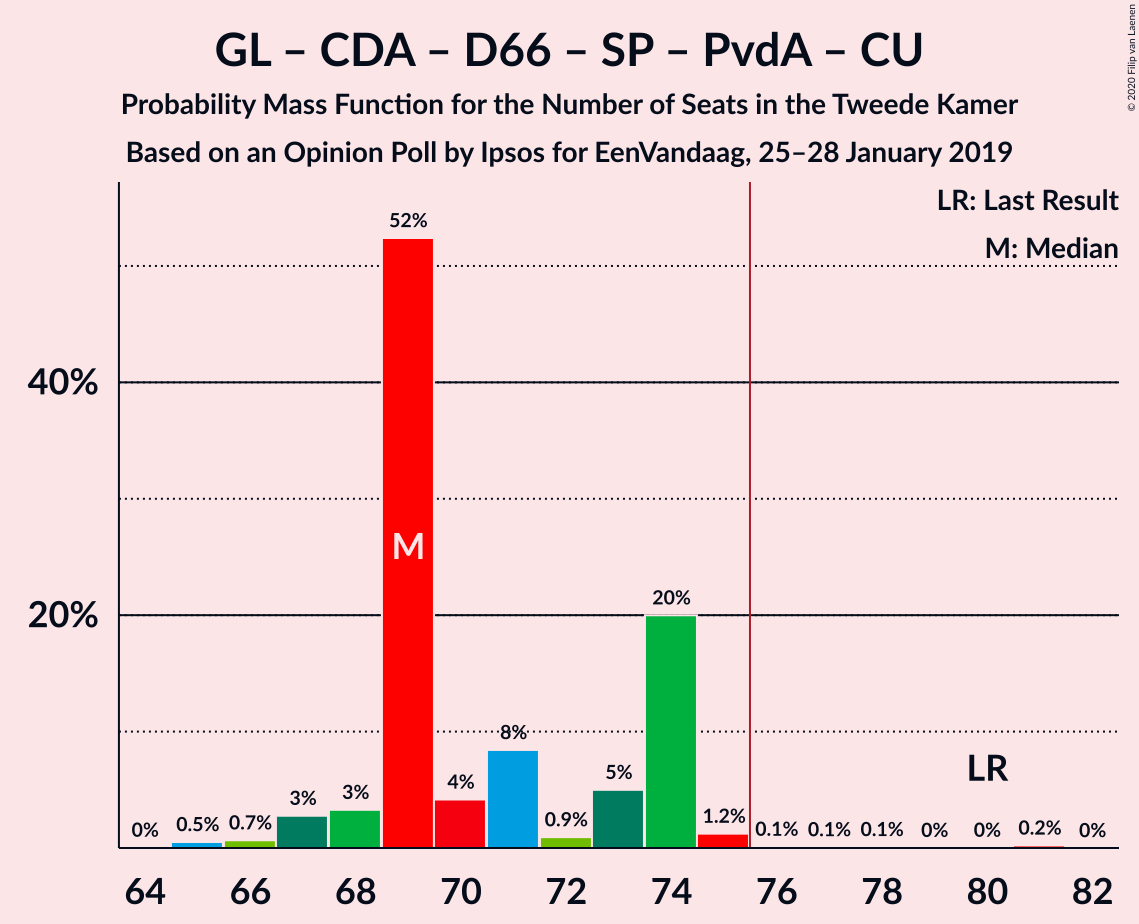 GL – CDA – D66 – SP – PvdA – CU
Probability Mass Function for the Number of Seats in the Tweede Kamer
Based on an Opinion Poll by Ipsos for EenVandaag, 25–28 January 2019
© 2020 Filip van Laenen
LR: Last Result
M: Median
40%
20%
0%
0.5%
0.7%
3%
3%
52%
M
4%
8%
0.9%
5%
20%
1.2%
0.1%
0.1%
0.1%
0%
LR
0%
0.2%
0%
64 66 68 70 72 74 76 78 80 82